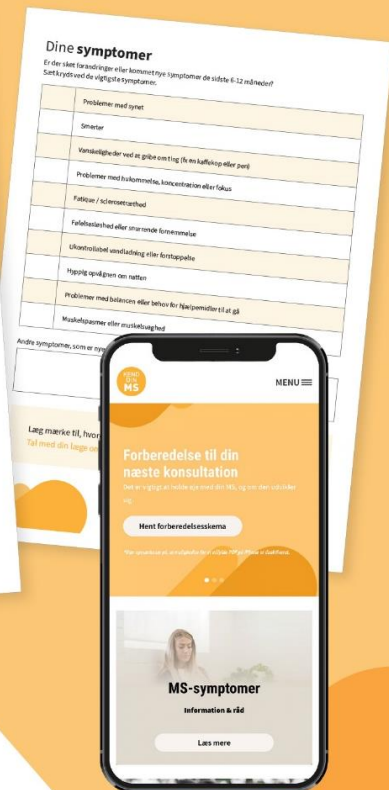 Dine symptomer
Er der sket forandringer eller kommet nye symptomer de sidste 6-12 måneder?
Sæt kryds ved de vigtigste symptomer.
Problemer med synet
Smerter
Vanskeligheder ved at gribe om ting (fx en kaffekop eller pen)
Problemer med hukommelse, koncentration eller fokus
Fatique / sclerosetræthed
Følelsesløshed eller snurrende fornemmelse
Ukontrollabel vandladning eller forstoppelse
Hyppig opvågnen om natten
Problemer med balancen eller behov for hjælpemidler til at gå
Muskelspasmer eller muskelsvaghed
Andre symptomer, som er nye
Læg mærke til, hvor
Tal med din læge om
KEND
DIN
MS
MENU
Forberedelse til din
næste konsultation
Det er vigtigt at holde øje med din MS, og om den udvikler
sig.
Hent forberedelsesskema
MS-symptomer
Information & råd
Læs mere